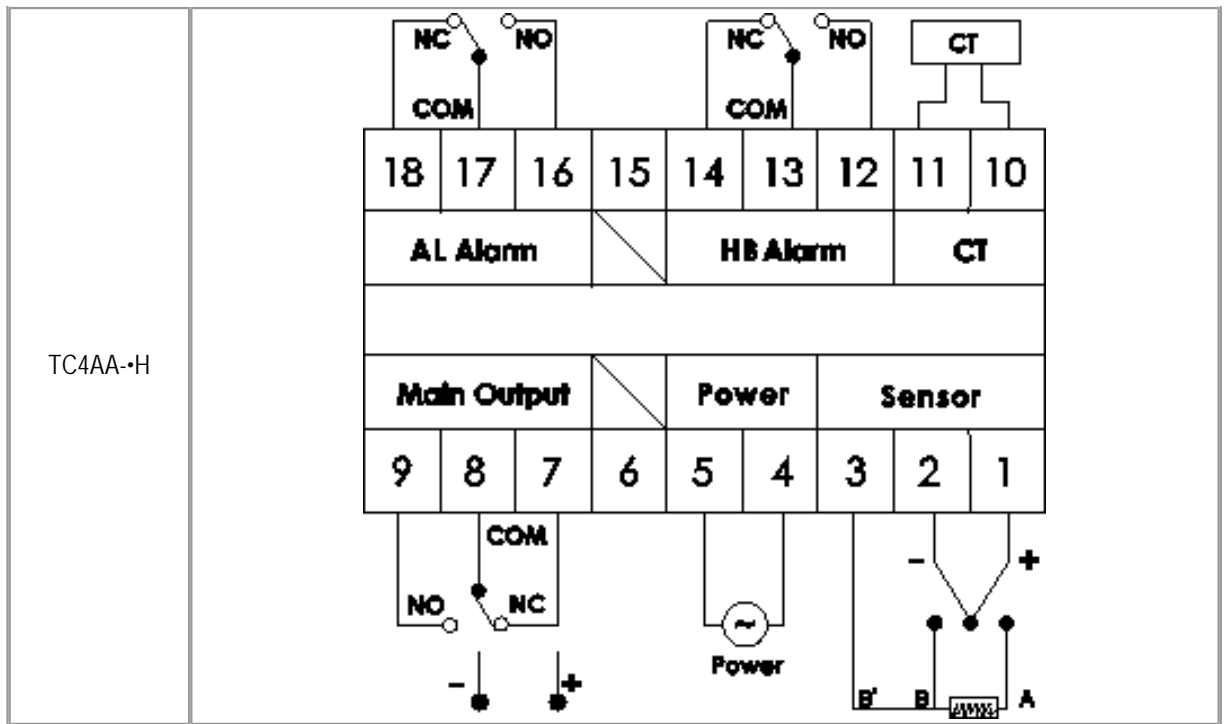 NC NO NC NO CT
COM COM
18 17 16 15 14 13 12 11 10
AL Alarm HB Alarm CT
TC4AA-•H
Main Output Power Sensor
9 8 7 6 5 4 3 2 1
COM
- +
NO NC
~
Power
- +
B' B A